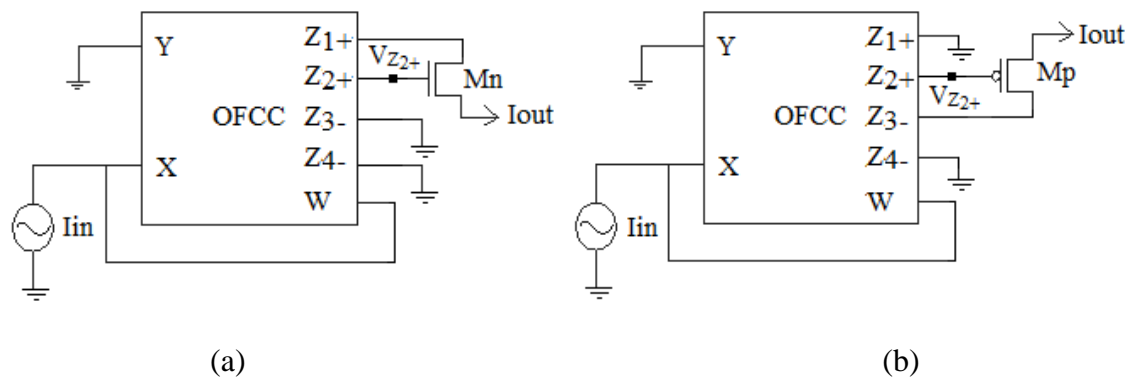 Y
Z1+
VZ2+
Z2+
Mn
OFCC
Z3-
Iout
X
Z4-
W
Iin
(a)
Y
Z1+
Iout
Z2+
Mp
VZ2+
OFCC
Z3-
X
Z4-
W
Iin
(b)